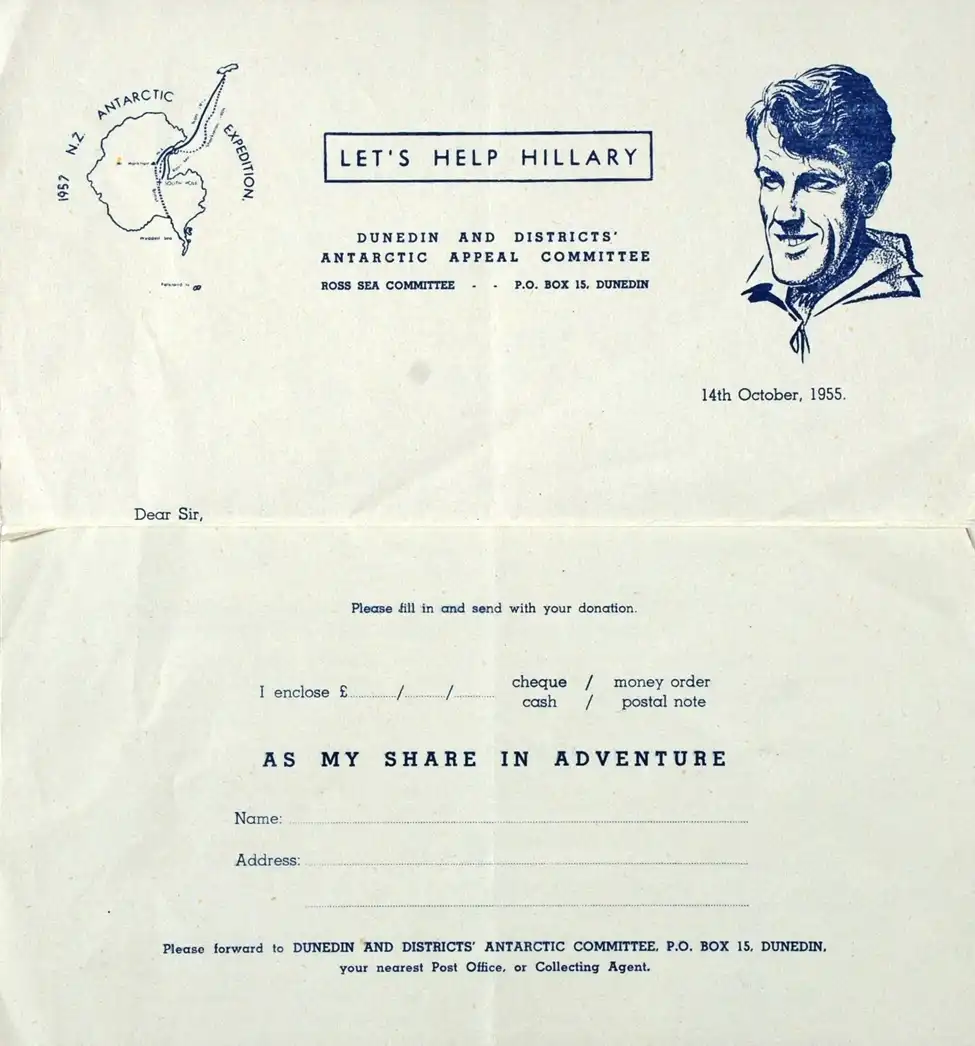 1957 N.Z. ANTARCTIC EXPEDITION.
SOUTH POLE
LET'S HELP HILLARY
DUNEDIN AND DISTRICTS'
ANTARCTIC APPEAL COMMITTEE
ROSS SEA COMMITTEE - - P.O. BOX 15, DUNEDIN
14th October, 1955.
Dear Sir,
Please fill in and send with your donation.
I enclose £............/.........../........... cheque / money order
cash / postal note
AS MY SHARE IN ADVENTURE
Name:
Address:
Please forward to DUNEDIN AND DISTRICTS' ANTARCTIC COMMITTEE, P.O. BOX 15, DUNEDIN,
your nearest Post Office, or Collecting Agent.